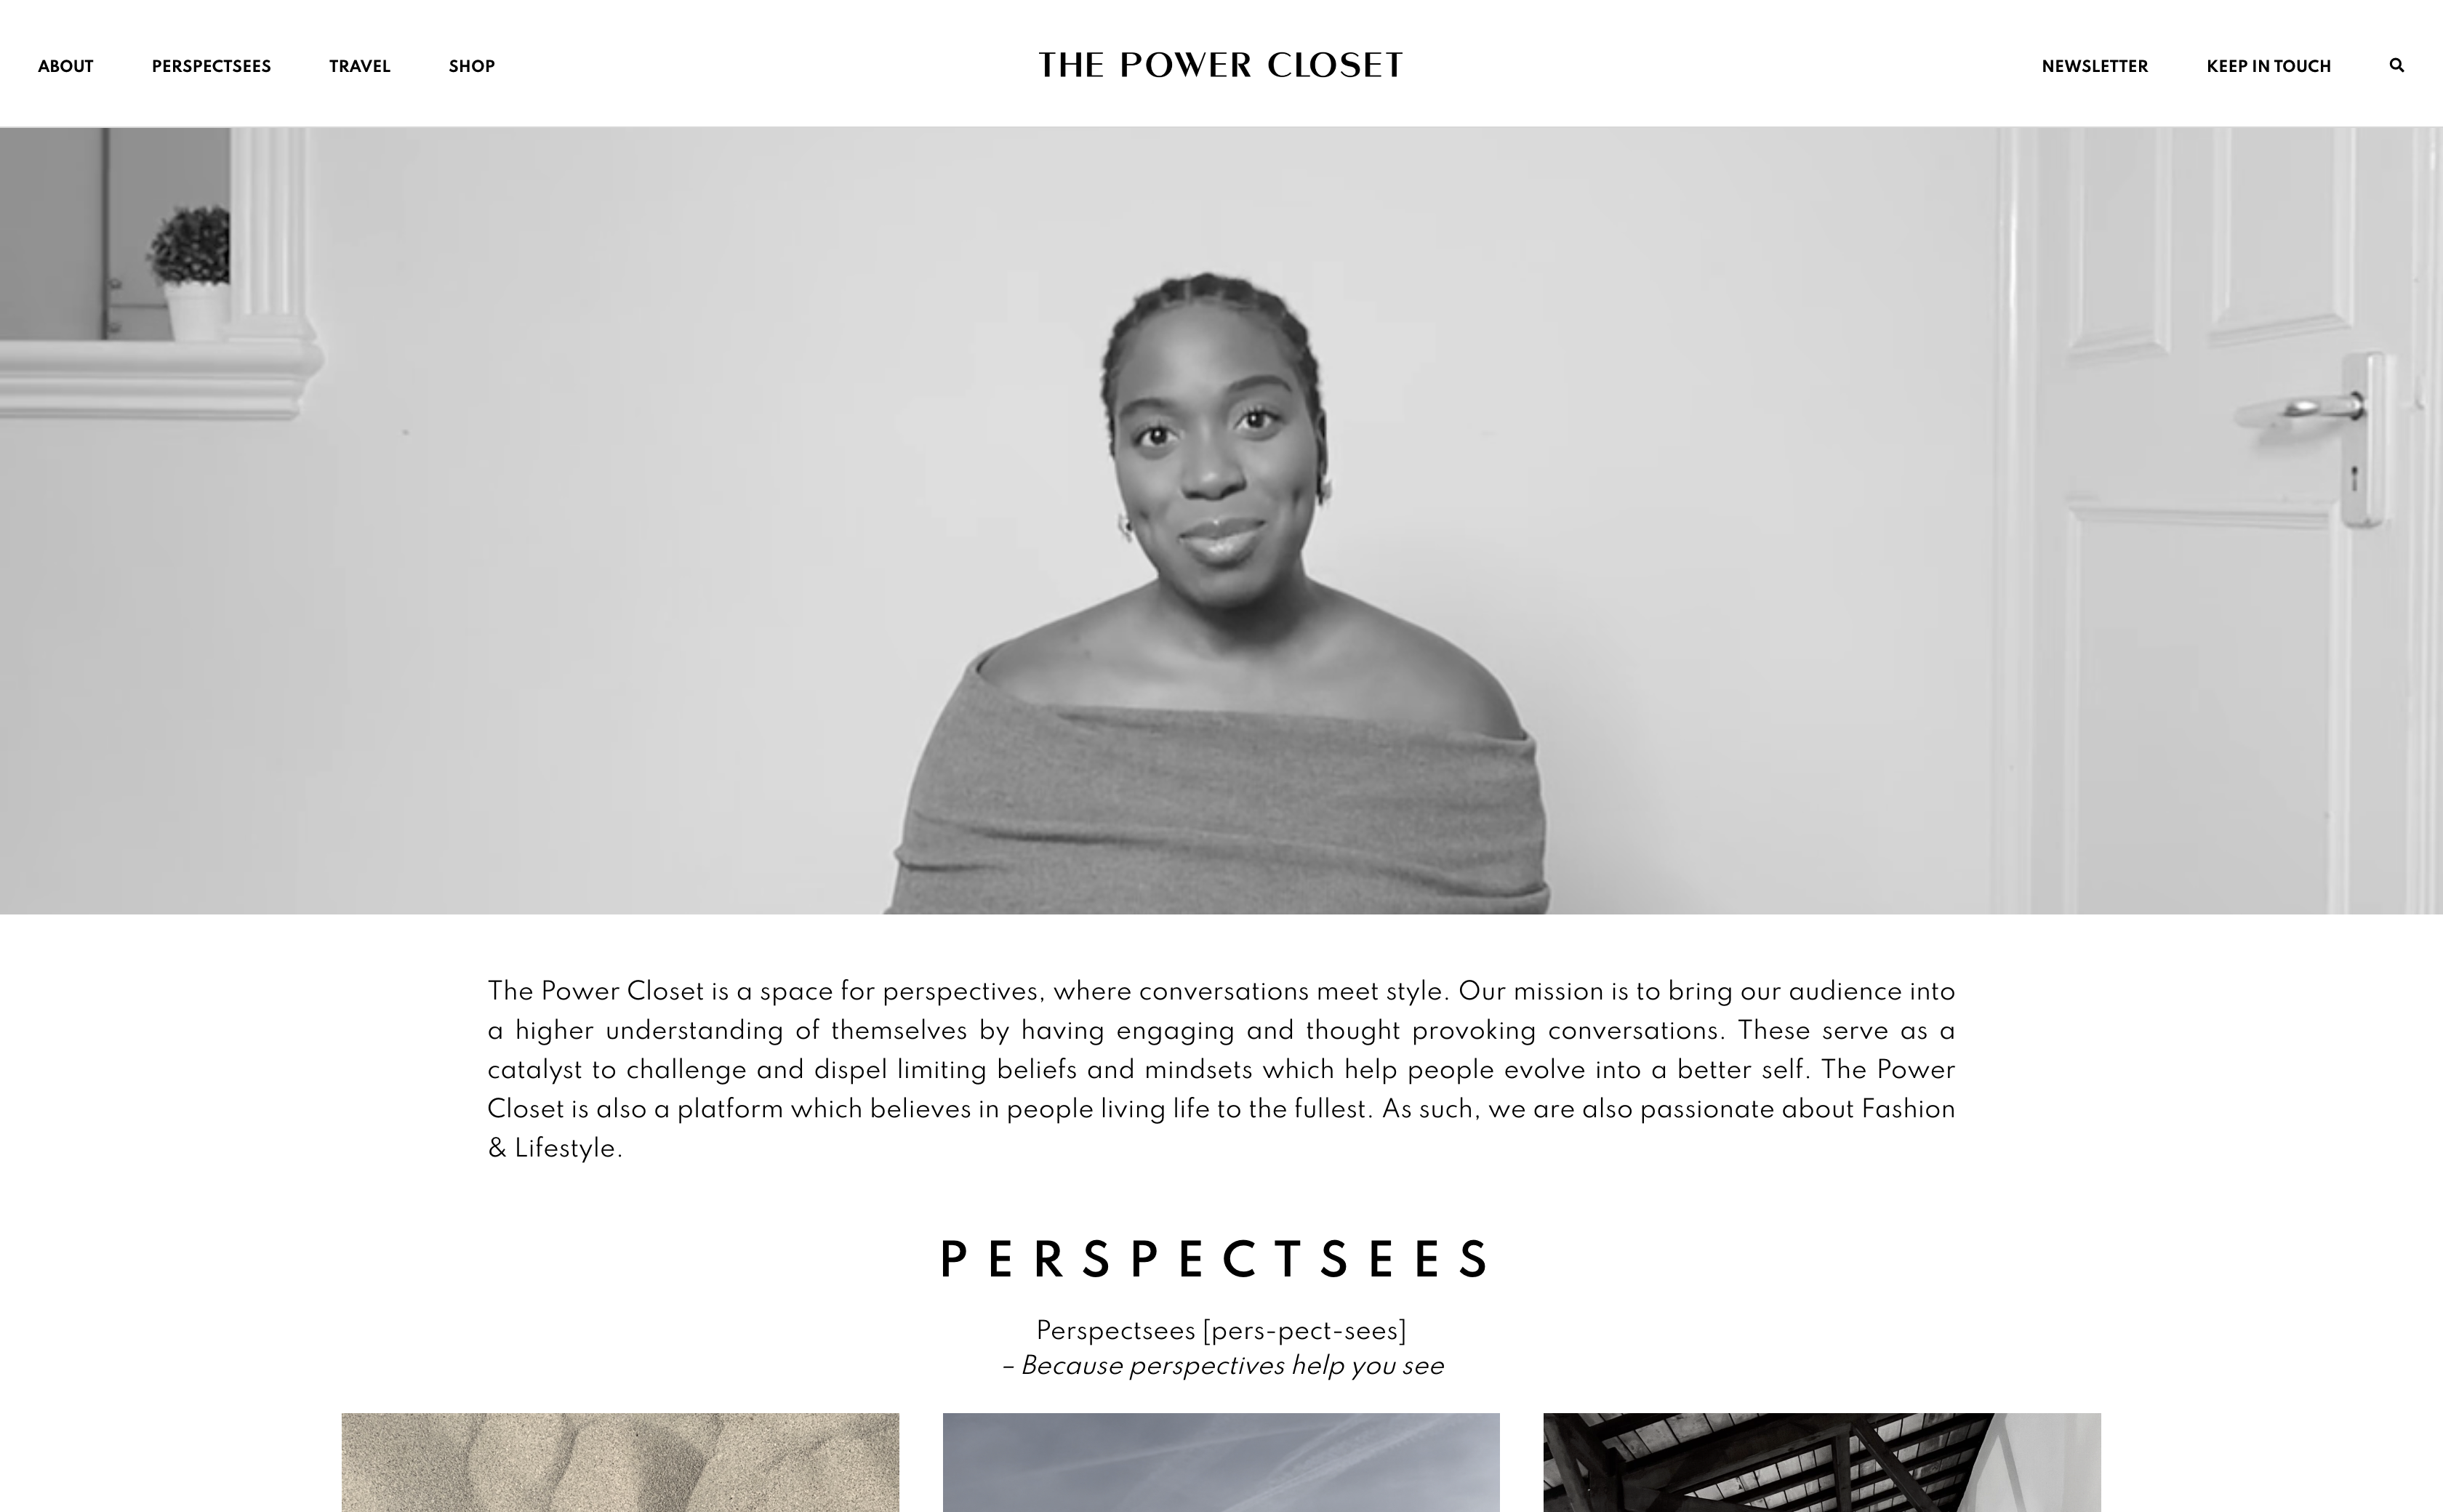 ABOUT PERSPECTSEES TRAVEL SHOP THE POWER CLOSET NEWSLETTER KEEP IN TOUCH
The Power Closet is a space for perspectives, where conversations meet style. Our mission is to bring our audience into
a higher understanding of themselves by having engaging and thought provoking conversations. These serve as a
catalyst to challenge and dispel limiting beliefs and mindsets which help people evolve into a better self. The Power
Closet is also a platform which believes in people living life to the fullest. As such, we are also passionate about Fashion
& Lifestyle.
PERSPECTSEES
Perspectsees [pers-pect-sees]
– Because perspectives help you see